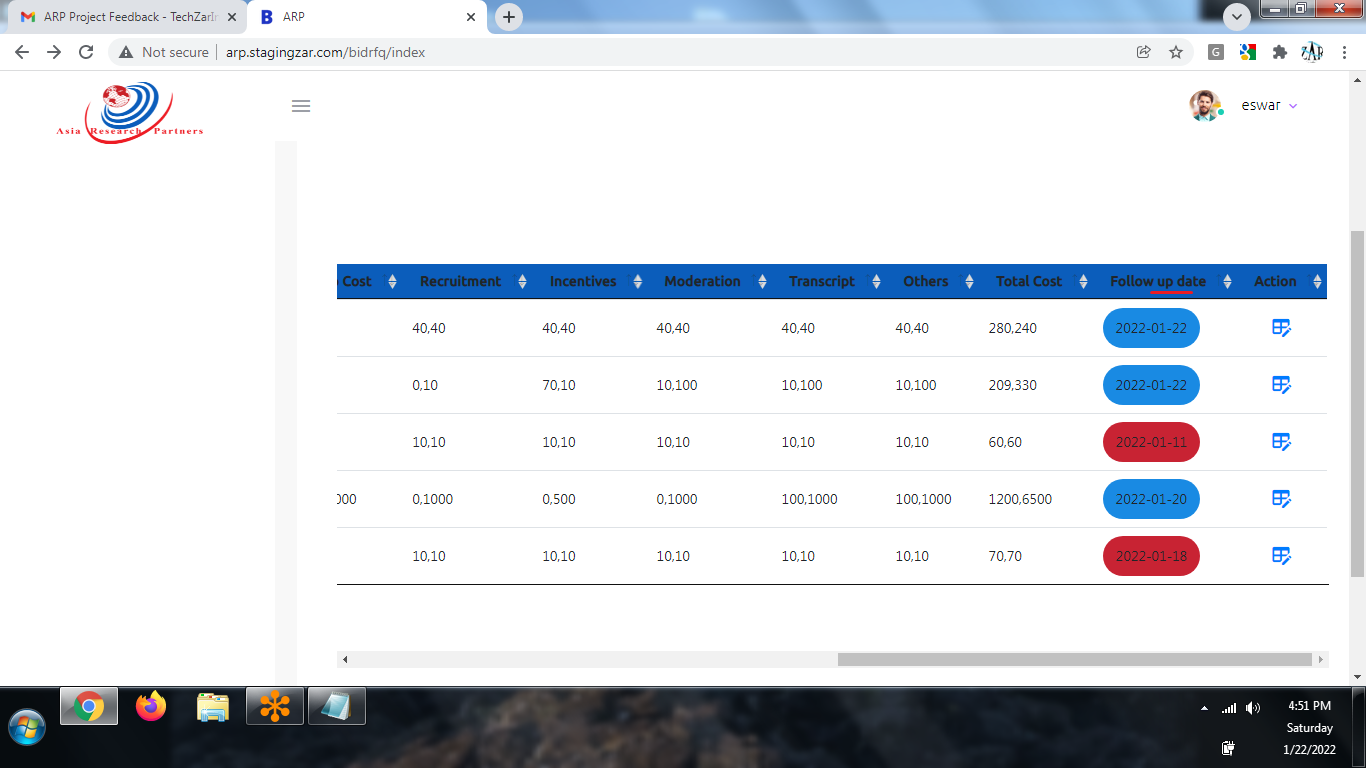 ARP Project Feedback - TechZarIn
ARP
Not secure
arp.stagingzar.com/bidrfq/index
Asia Research Partners
eswar
Cost Recruitment Incentives Moderation Transcript Others Total Cost Follow up date Action
40,40 40,40 40,40 40,40 40,40 280,240 2022-01-22
0,10 70,10 10,100 10,100 10,100 209,330 2022-01-22
10,10 10,10 10,10 10,10 10,10 60,60 2022-01-11
000 0,1000 0,500 0,1000 100,1000 100,1000 1200,6500 2022-01-20
10,10 10,10 10,10 10,10 10,10 70,70 2022-01-18
4:51 PM
Saturday
1/22/2022